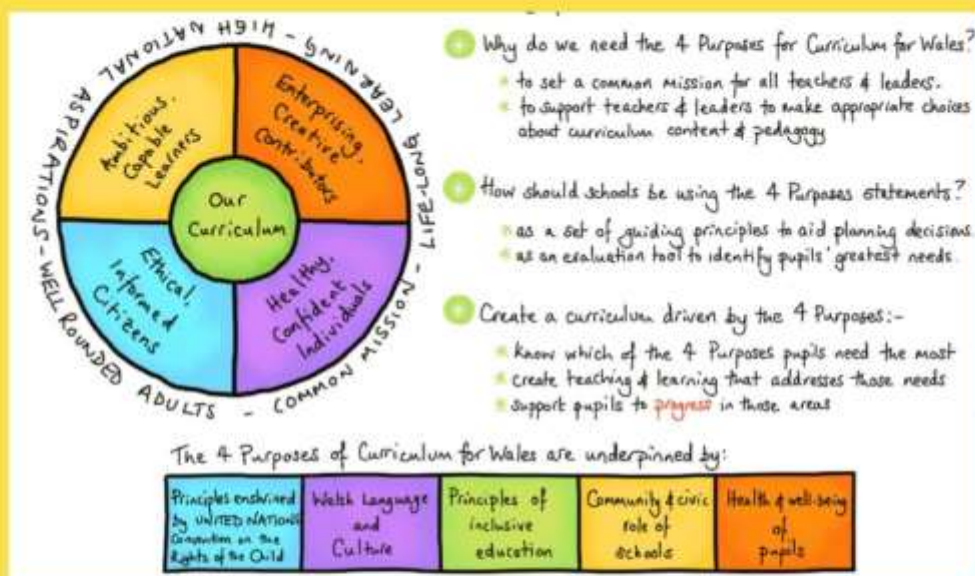 HIGH NATIONAL ASPIRATIONS - WELL ROUNDED ADULTS - COMMON MISSION - LIFE-LONG LEARNING -
Ambitious,
Capable
Learners
Enterprising,
Creative
Contributors
Our
Curriculum
Ethical,
Informed
Citizens
Healthy,
Confident
Individuals
Why do we need the 4 Purposes for Curriculum for Wales?
to set a common mission for all teachers & leaders.
to support teachers & leaders to make appropriate choices
about curriculum content & pedagogy
How should schools be using the 4 Purposes statements?
as a set of guiding principles to aid planning decisions.
as an evaluation tool to identify pupils' greatest needs.
Create a curriculum driven by the 4 Purposes:-
know which of the 4 Purposes pupils need the most
create teaching & learning that addresses those needs
support pupils to progress in those areas
The 4 Purposes of Curriculum for Wales are underpinned by:
Principles enshrined
by UNITED NATIONS
Convention on the
Rights of the Child
Welsh Language
and
Culture
Principles of
inclusive
education
Community & civic
role of
schools
Health & well-being
of
pupils